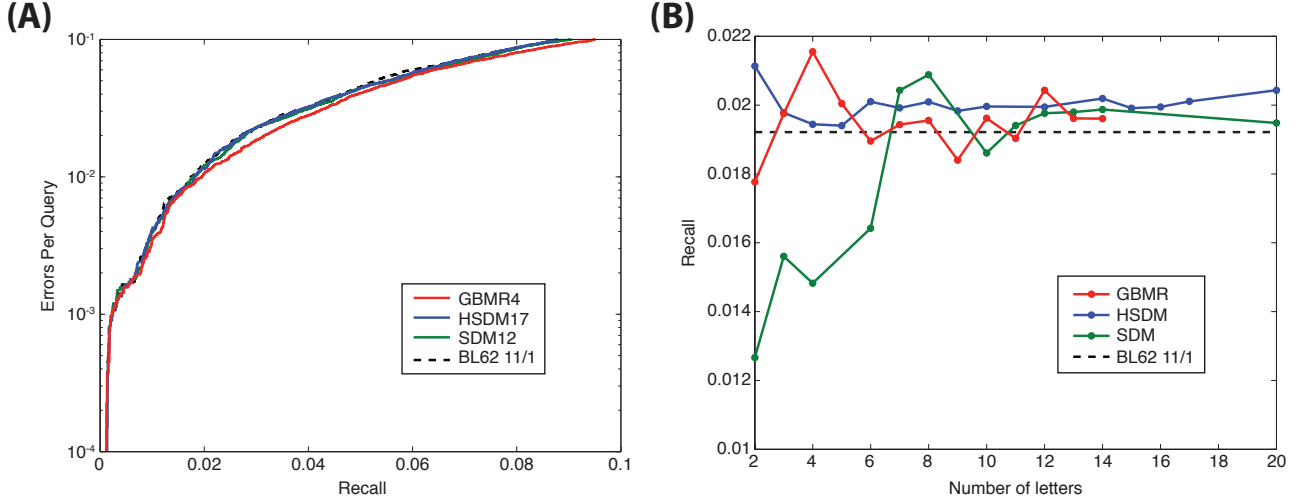 (A)
10^-1
10^-2
10^-3
10^-4
Errors Per Query
0
0.02
0.04
0.06
0.08
0.1
Recall
GBMR4
HSDM17
SDM12
BL62 11/1
(B)
0.022
0.02
0.018
0.016
0.014
0.012
0.01
Recall
2
4
6
8
10
12
14
16
18
20
Number of letters
GBMR
HSDM
SDM
BL62 11/1